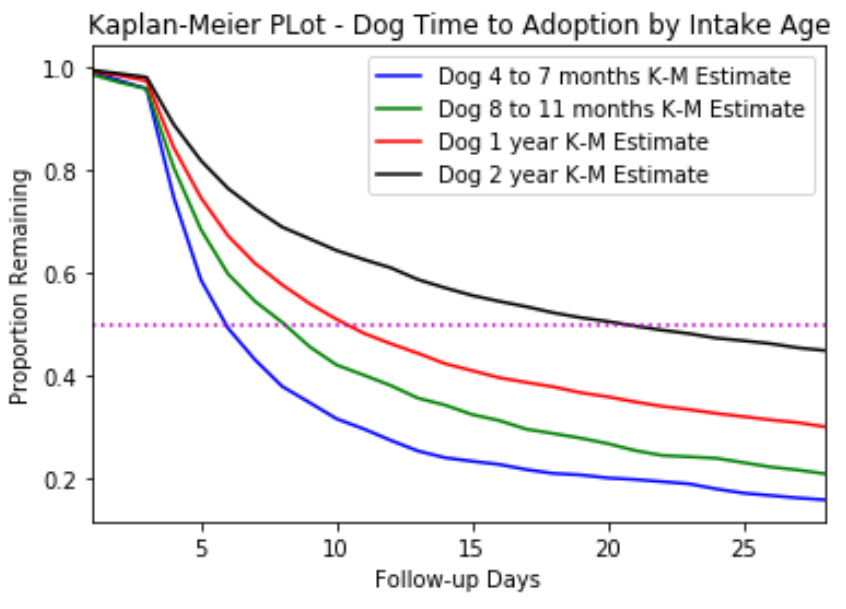 Kaplan-Meier PLot - Dog Time to Adoption by Intake Age
Dog 4 to 7 months K-M Estimate
Dog 8 to 11 months K-M Estimate
Dog 1 year K-M Estimate
Dog 2 year K-M Estimate
Proportion Remaining
1.0
0.8
0.6
0.4
0.2
5 10 15 20 25
Follow-up Days